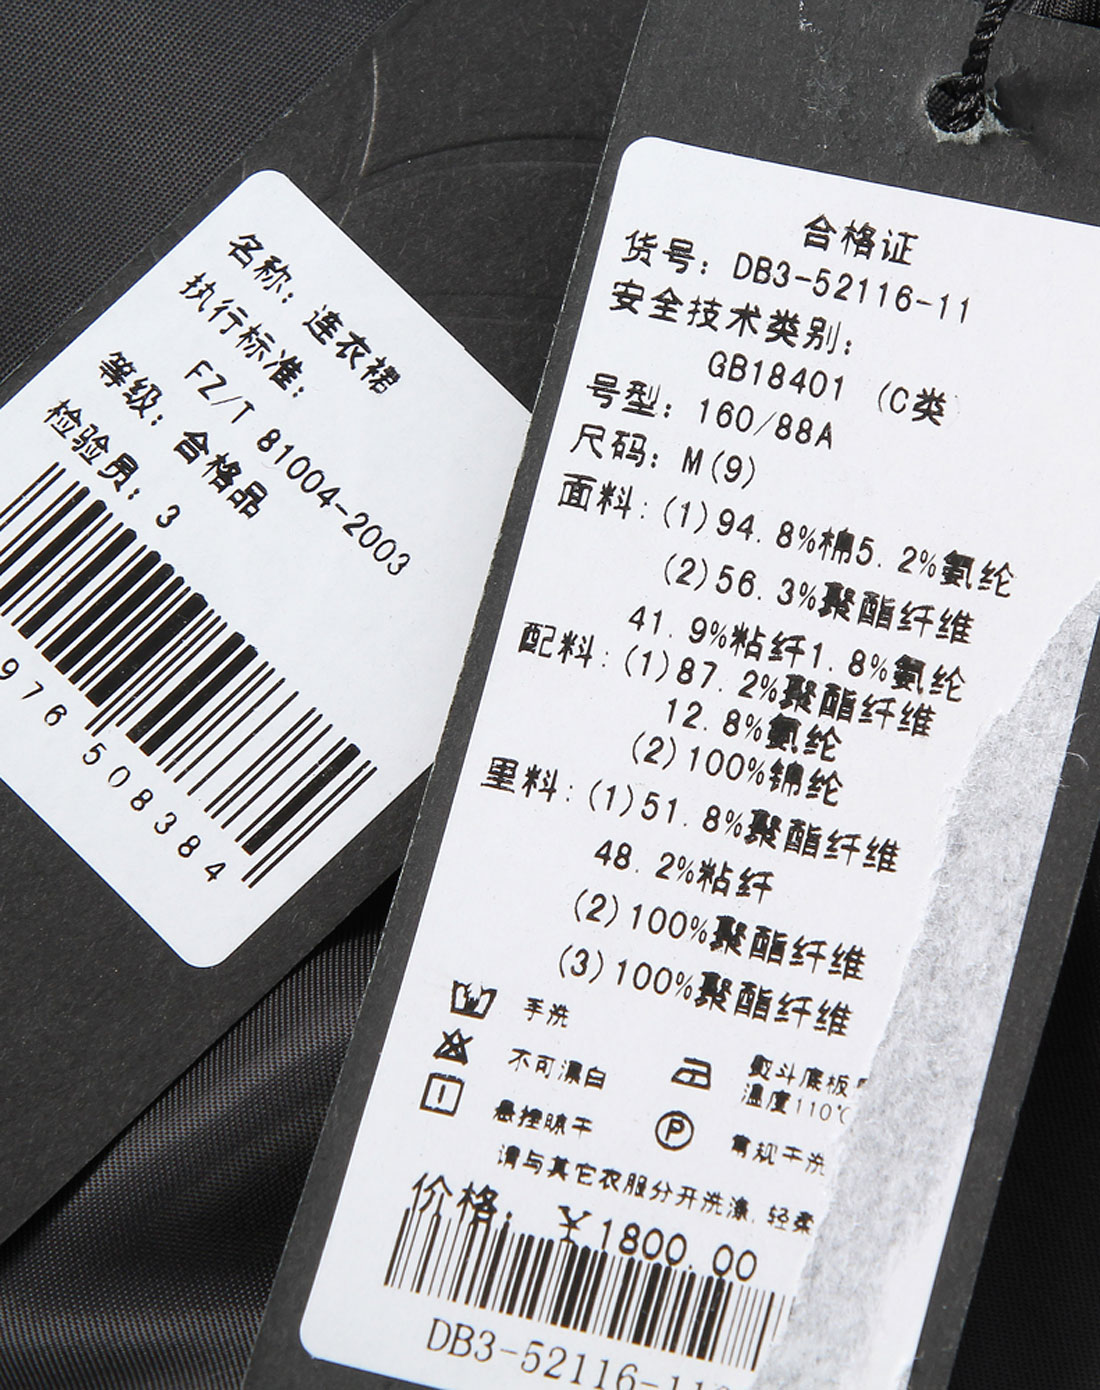 名称: 连衣裙
执行标准:
FZ/T 81004-2003
等级: 合格品
检验员: 3
976 508384
合格证
货号: DB3-52116-11
安全技术类别:
GB18401 (C类)
号型: 160/88A
尺码: M(9)
面料: (1)94.8%棉5.2%氨纶
(2)56.3%聚酯纤维
41.9%粘纤1.8%氨纶
配料: (1)87.2%聚酯纤维
12.8%氨纶
(2)100%锦纶
里料: (1)51.8%聚酯纤维
48.2%粘纤
(2)100%聚酯纤维
(3)100%聚酯纤维
手洗
不可漂白
熨斗底板
温度110℃
悬挂晾干
P
常规干洗
请与其它衣服分开洗涤,轻柔
价格: ¥1800.00
DB3-52116-11